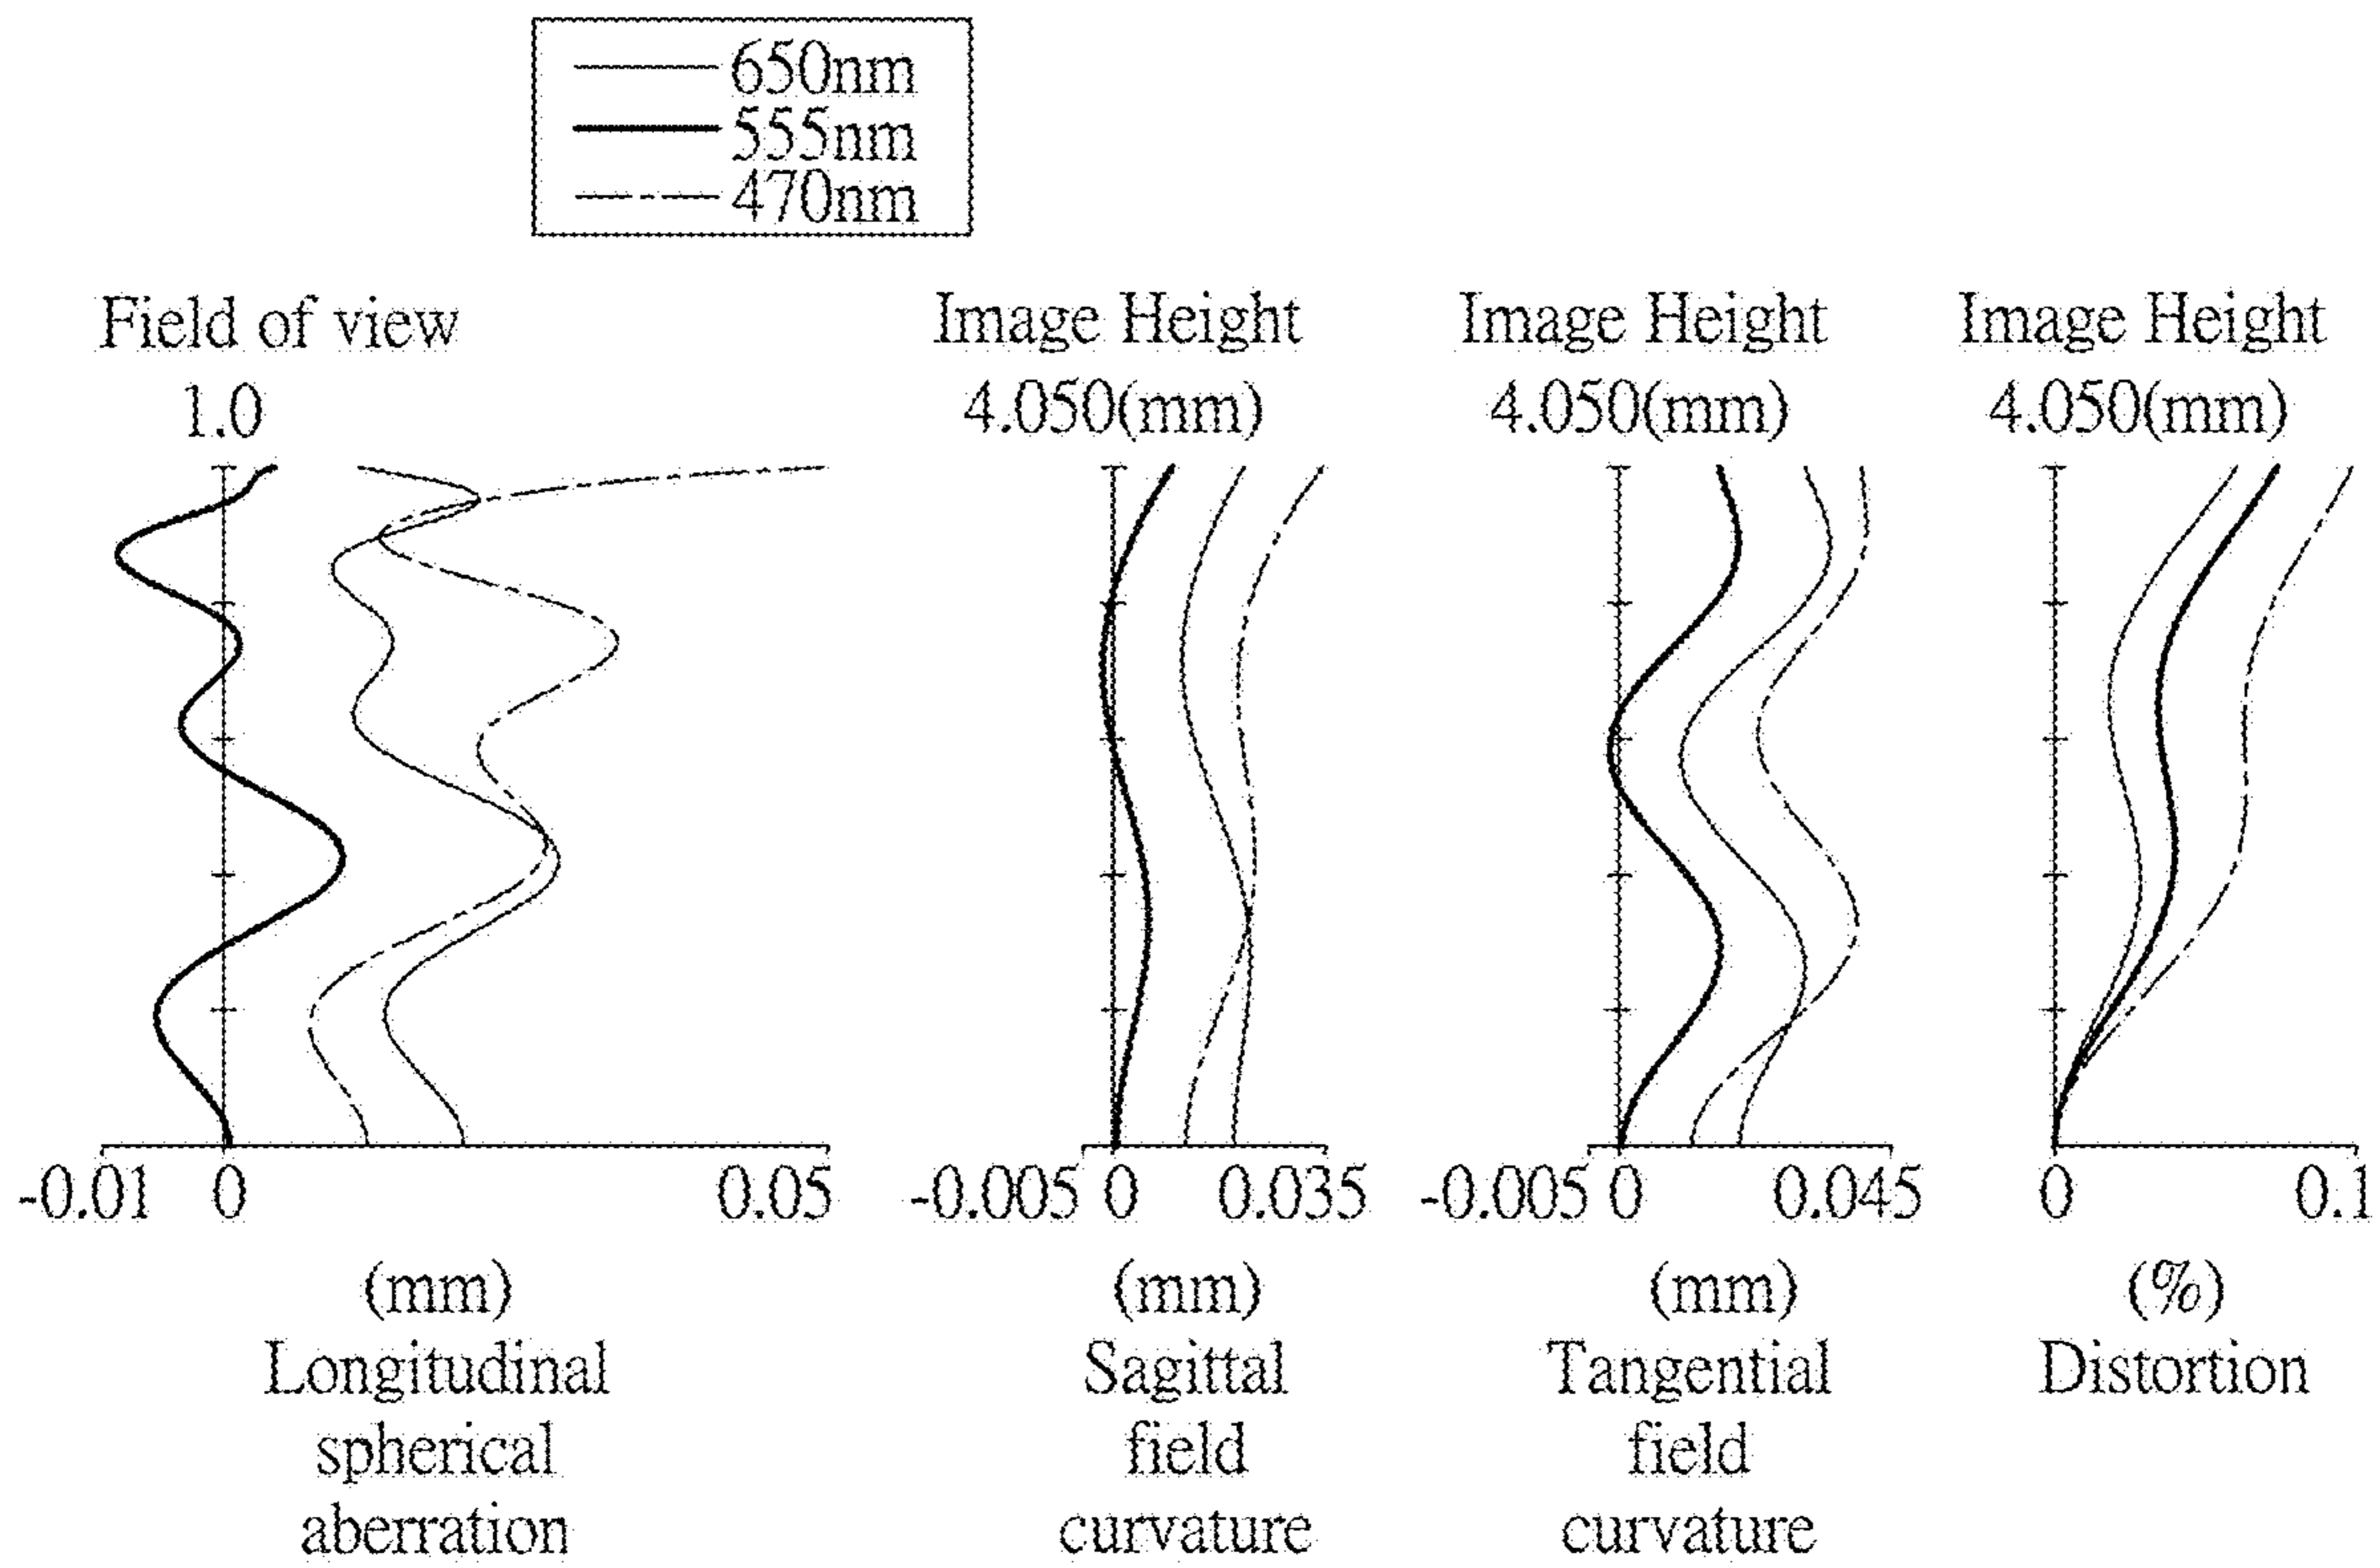 650nm
555nm
470nm
Field of view
1.0
-0.01 0 0.05
(mm)
Longitudinal
spherical
aberration
Image Height
4.050(mm)
-0.005 0 0.035
(mm)
Sagittal
field
curvature
Image Height
4.050(mm)
-0.005 0 0.045
(mm)
Tangential
field
curvature
Image Height
4.050(mm)
0 0.1
(%)
Distortion